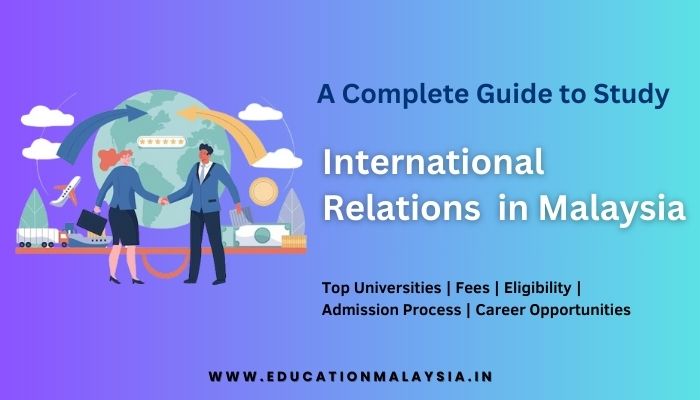 A Complete Guide to Study
International
Relations in Malaysia
Top Universities | Fees | Eligibility |
Admission Process | Career Opportunities
WWW.EDUCATIONMALAYSIA.IN